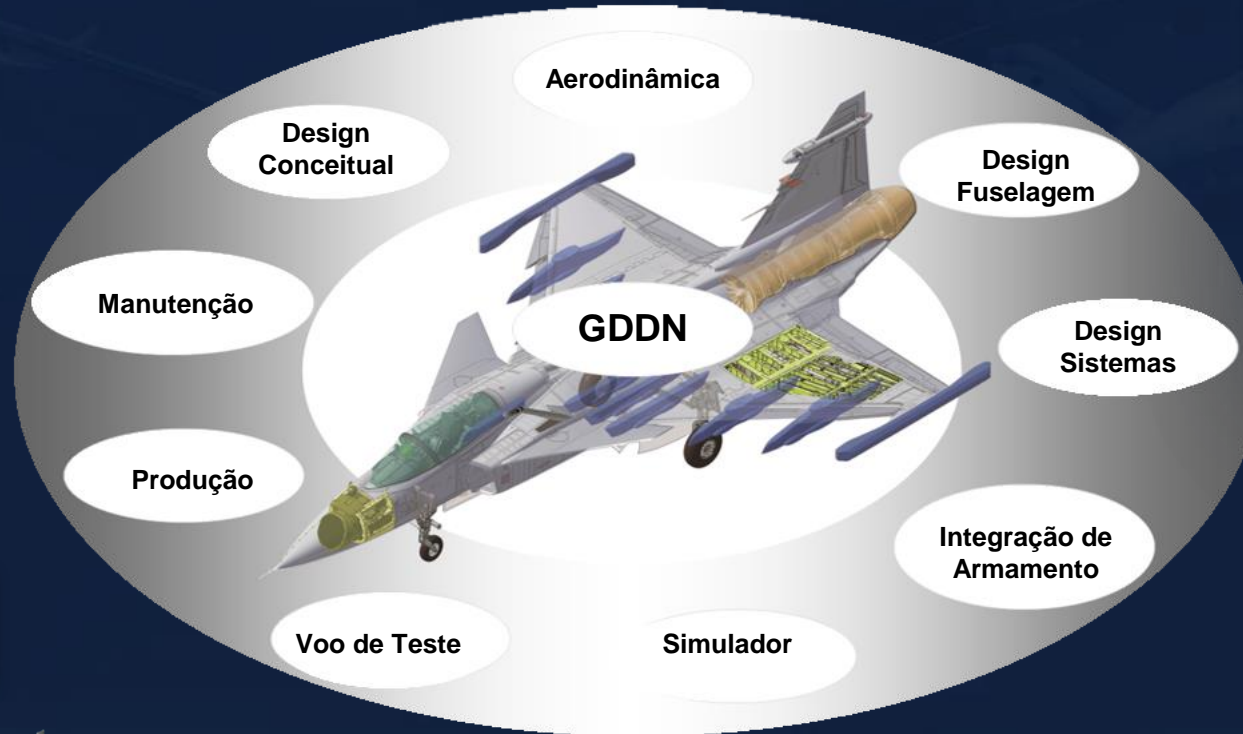 Aerodinâmica
Design
Conceitual
Design
Fuselagem
Manutenção
GDDN
Design
Sistemas
Produção
Integração de
Armamento
Voo de Teste
Simulador